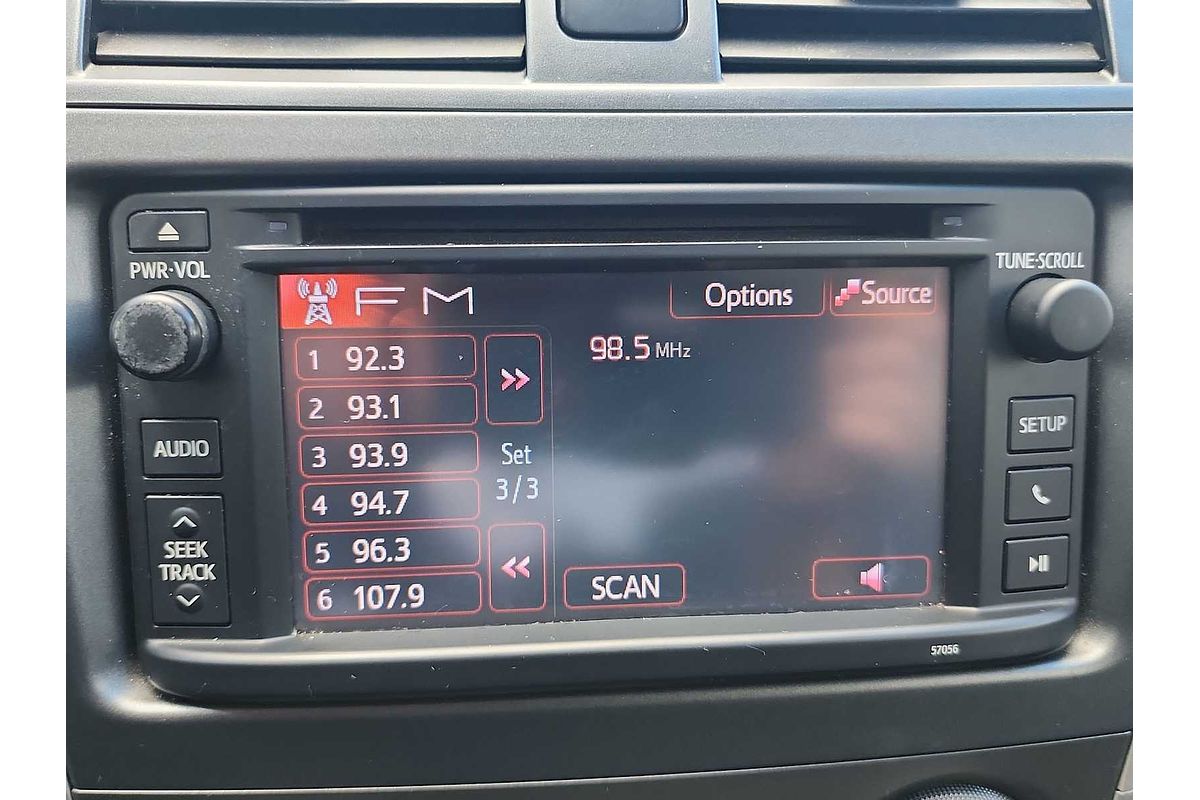 PWR·VOL
TUNE·SCROLL
FM
Options
Source
1 92.3
98.5 MHz
2 93.1
3 93.9
4 94.7
5 96.3
6 107.9
Set
3/3
SCAN
AUDIO
SEEK
TRACK
SETUP
57056